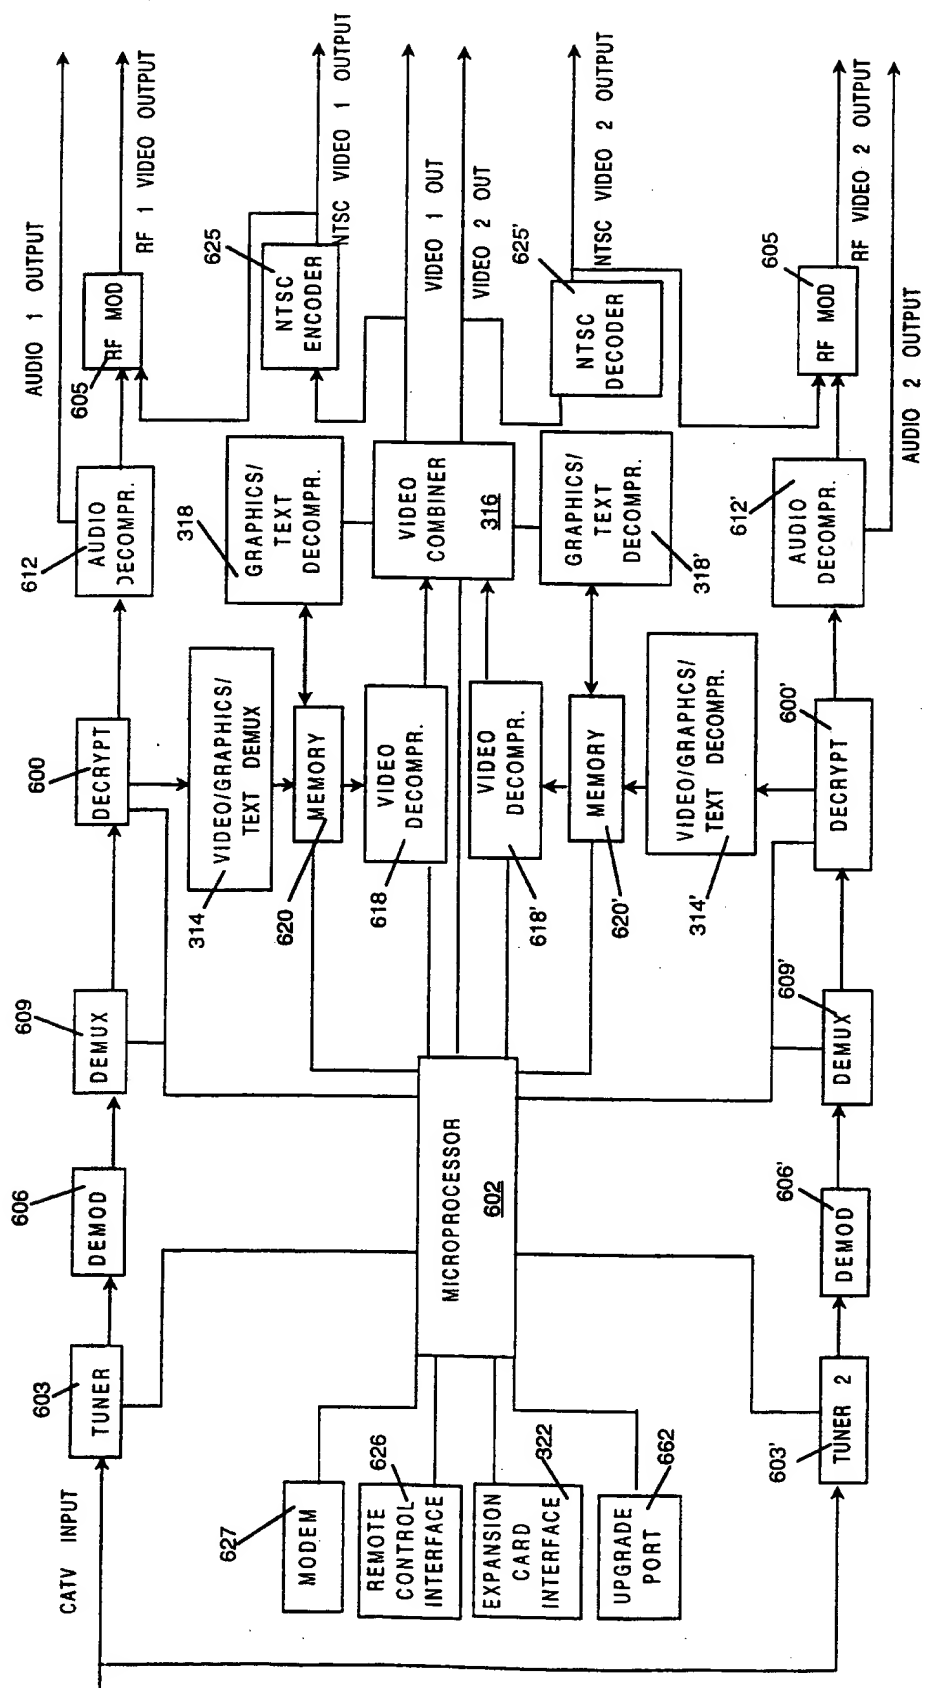 AUDIO 1 OUTPUT
RF 1 VIDEO OUTPUT
605
RF MOD
612
AUDIO
DECOMPR.
600
DECRYPT
609
DEMUX
606
DEMOD
603
TUNER
CATV INPUT
NTSC VIDEO 1 OUTPUT
625
NTSC
ENCODER
318
GRAPHICS/
TEXT
DECOMPR.
VIDEO/GRAPHICS/
TEXT DEMUX
314
MEMORY
620
VIDEO
DECOMPR.
618
VIDEO 1 OUT
VIDEO 2 OUT
VIDEO
COMBINER
316
VIDEO
DECOMPR.
618'
MICROPROCESSOR
602
627
MODEM
626
REMOTE
CONTROL
INTERFACE
322
EXPANSION
CARD
INTERFACE
662
UPGRADE
PORT
NTSC VIDEO 2 OUTPUT
625'
NTSC
DECODER
GRAPHICS/
TEXT
DECOMPR.
318'
MEMORY
620'
VIDEO/GRAPHCS/
TEXT DECOMPR.
314'
605
RF MOD
RF VIDEO 2 OUTPUT
AUDIO 2 OUTPUT
612'
AUDIO
DECOMPR.
600'
DECRYPT
609'
DEMUX
606'
DEMOD
603'
TUNER 2